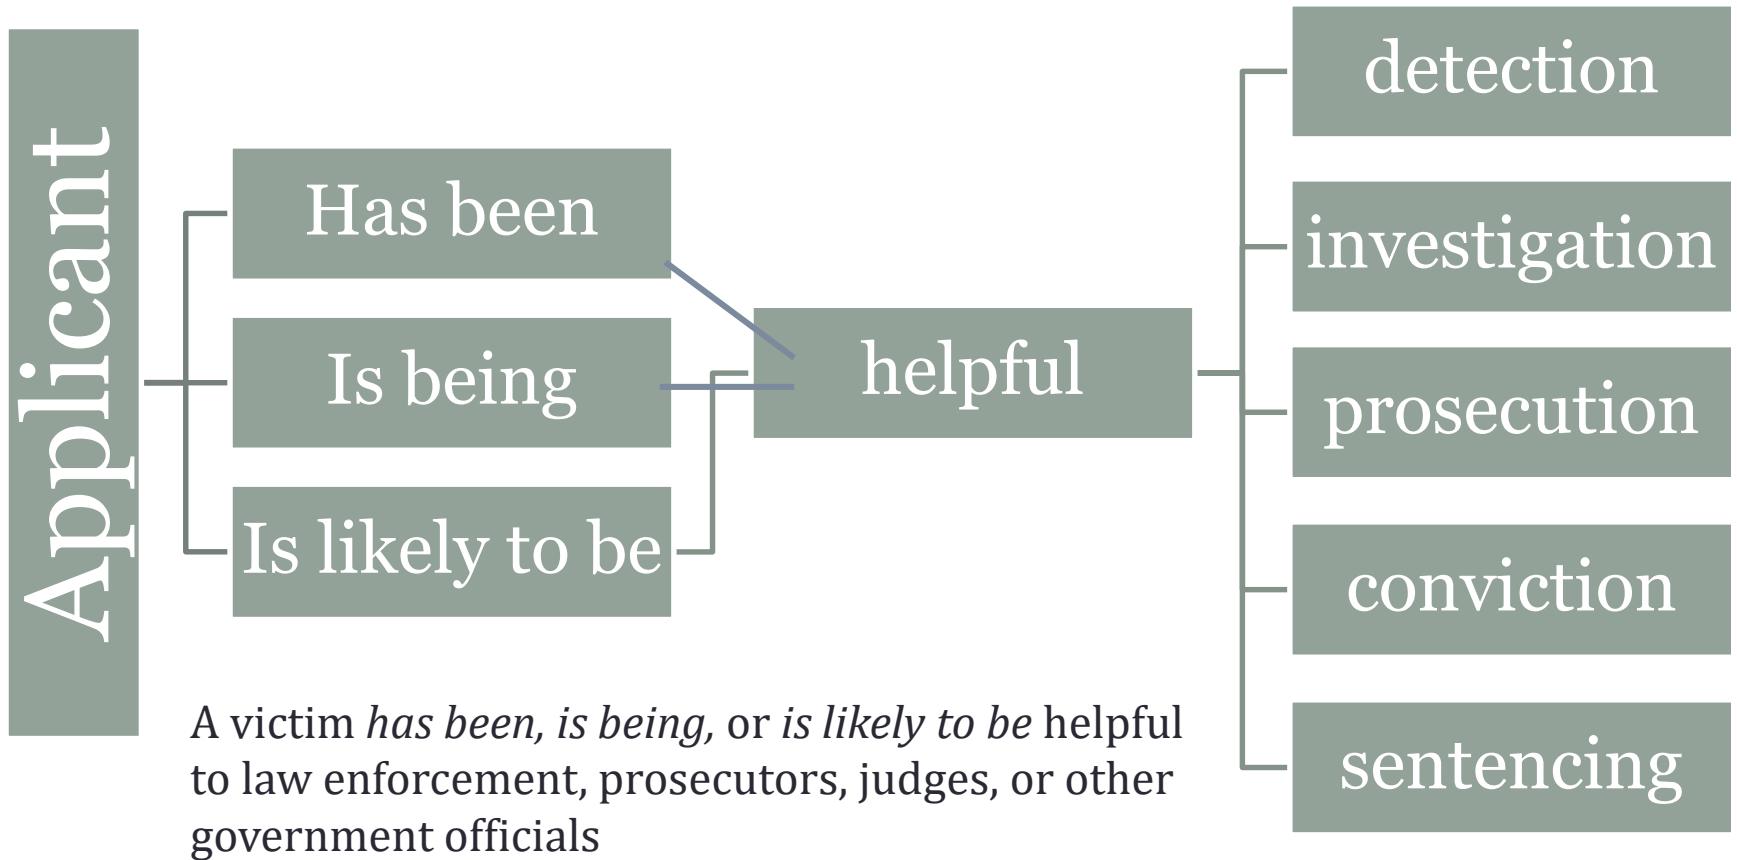 Applicant
Has been
Is being
Is likely to be
helpful
detection
investigation
prosecution
conviction
sentencing
A victim has been, is being, or is likely to be helpful
to law enforcement, prosecutors, judges, or other
government officials